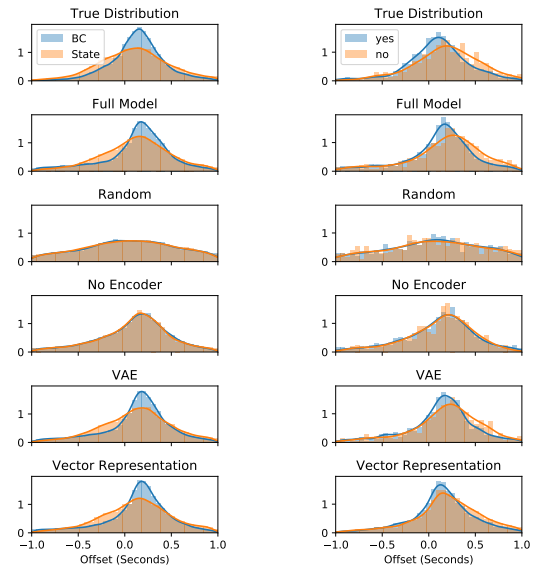 True Distribution
BC
State
1
0
Full Model
1
0
Random
1
0
No Encoder
1
0
VAE
1
0
Vector Representation
1
0
−1.0 −0.5 0.0 0.5 1.0
Offset (Seconds)
True Distribution
yes
no
1
0
Full Model
1
0
Random
1
0
No Encoder
1
0
VAE
1
0
Vector Representation
1
0
−1.0 −0.5 0.0 0.5 1.0
Offset (Seconds)